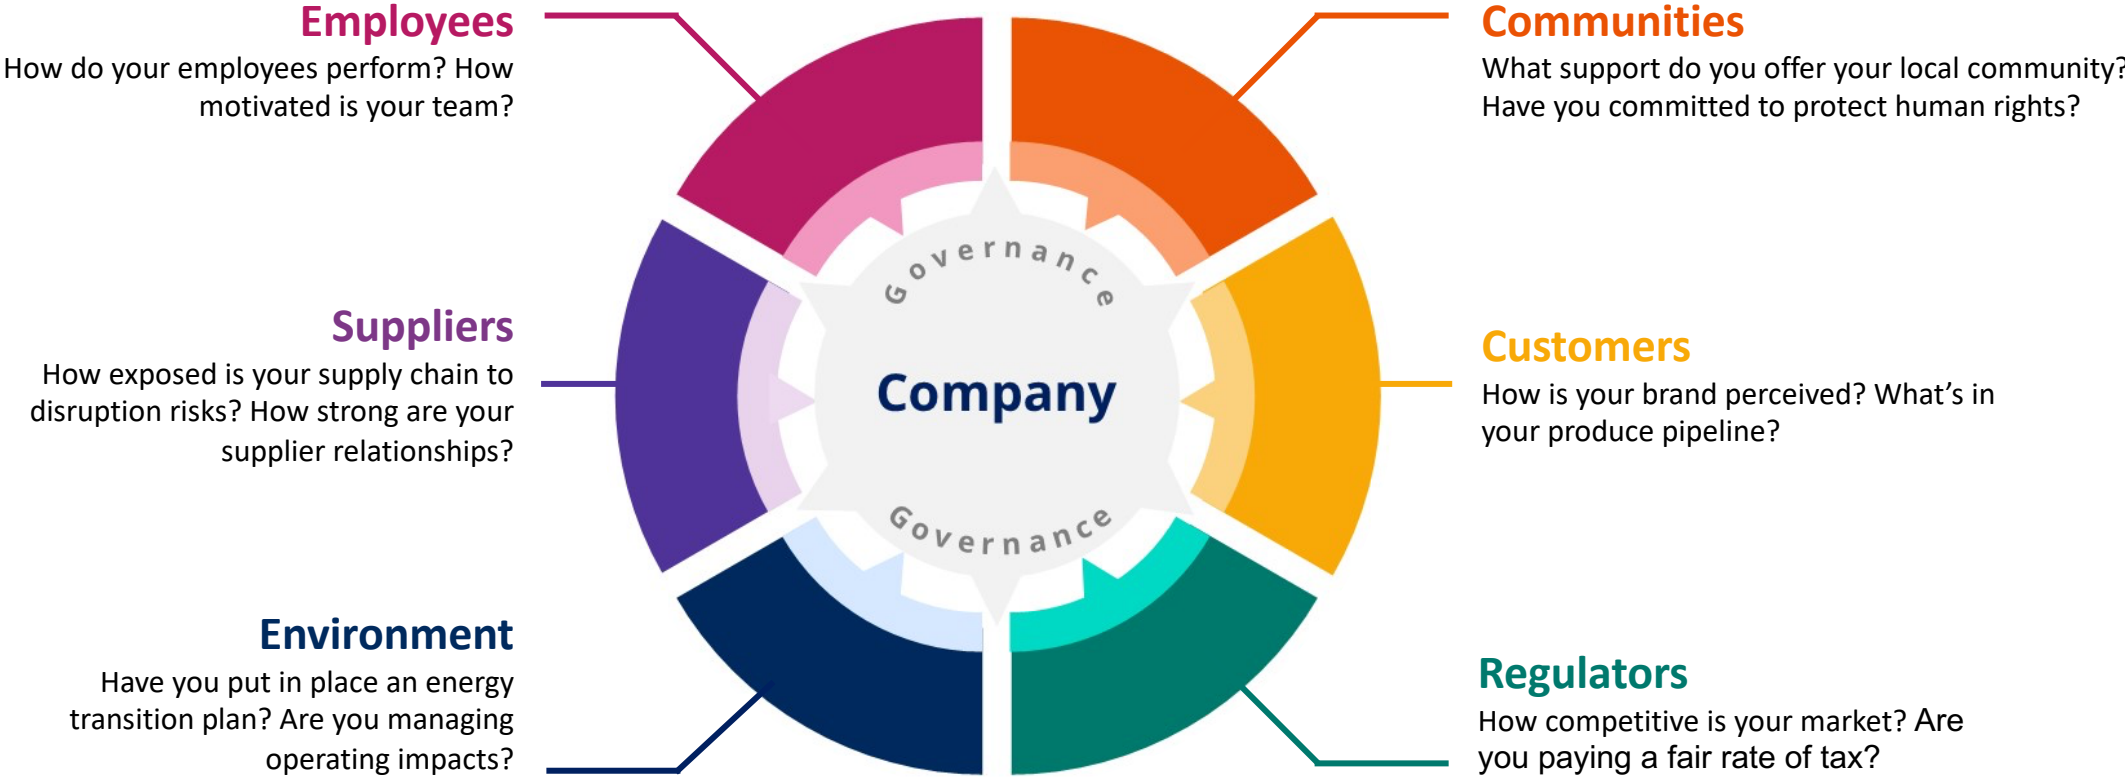 Employees
How do your employees perform? How
motivated is your team?
Communities
What support do you offer your local community?
Have you committed to protect human rights?
Suppliers
How exposed is your supply chain to
disruption risks? How strong are your
supplier relationships?
Governance
Company
Governance
Customers
How is your brand perceived? What’s in
your produce pipeline?
Environment
Have you put in place an energy
transition plan? Are you managing
operating impacts?
Regulators
How competitive is your market? Are
you paying a fair rate of tax?